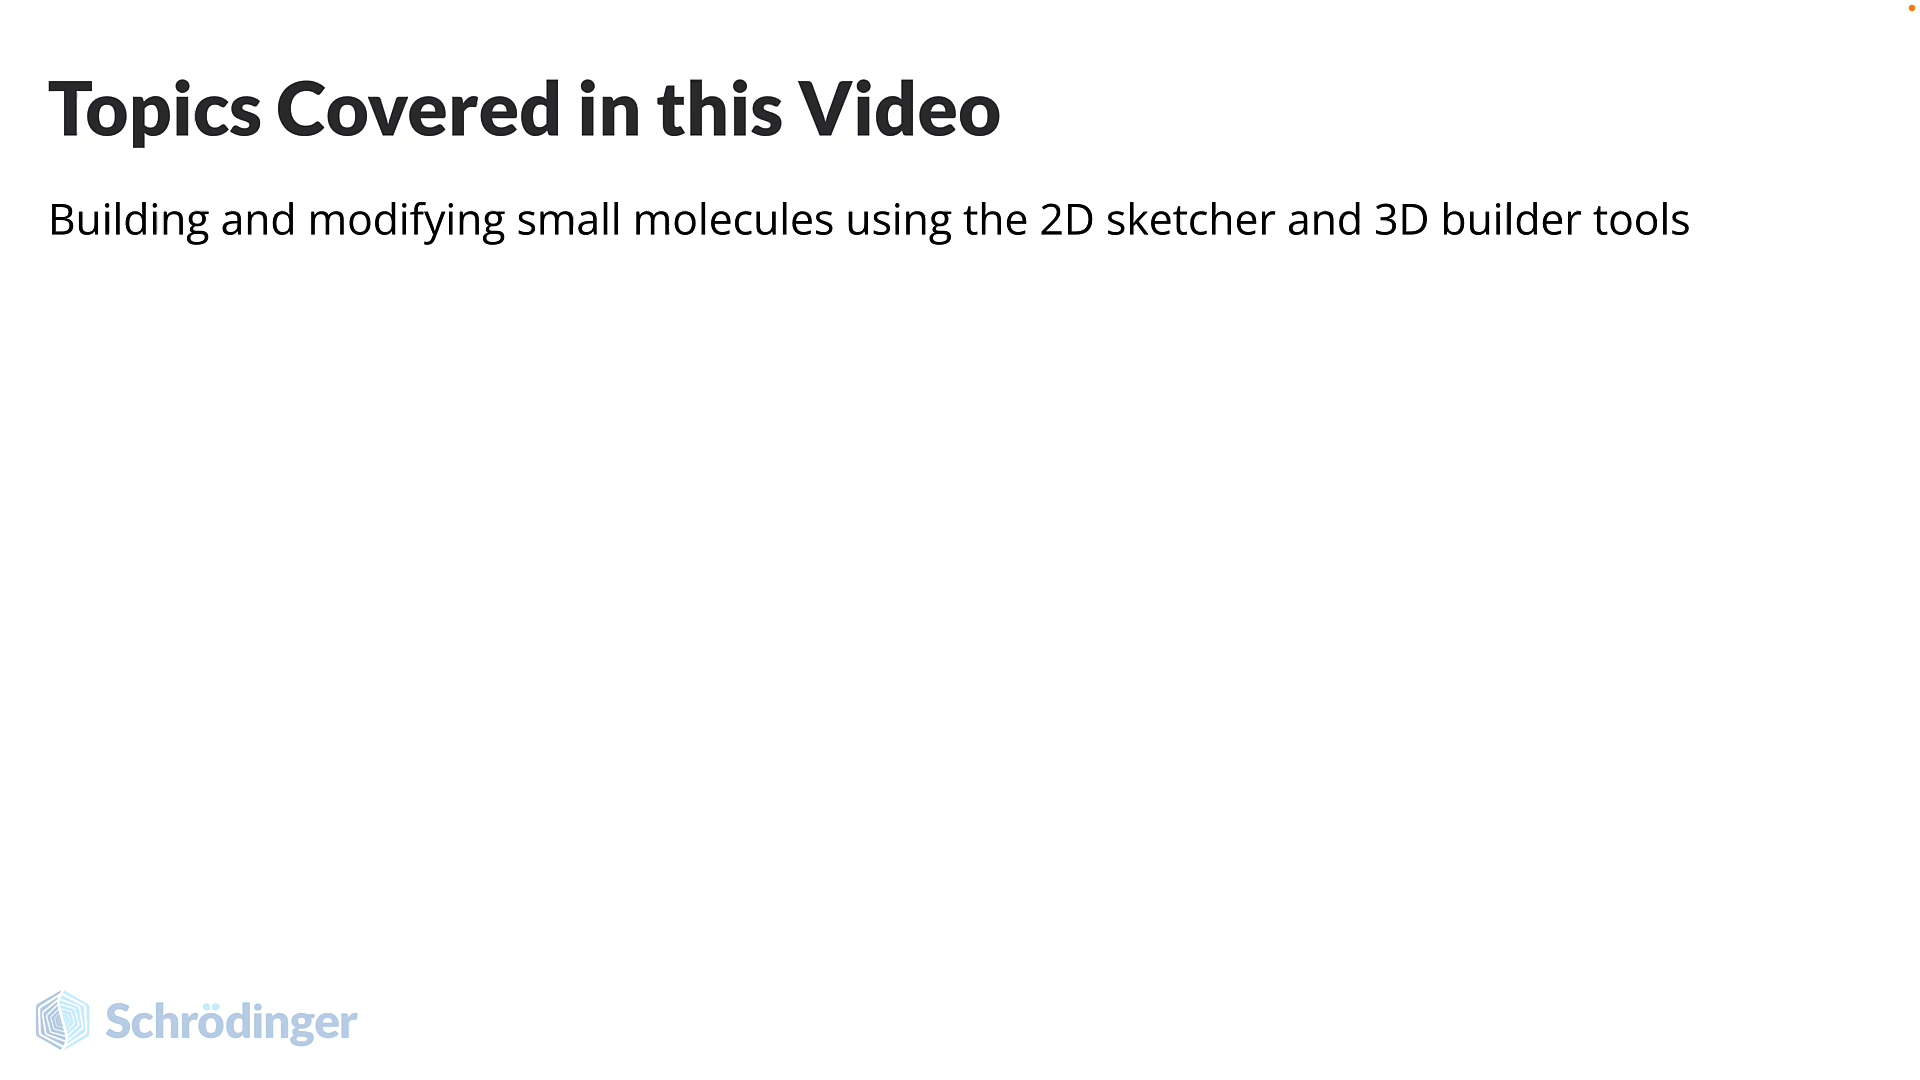 Topics Covered in this Video
Building and modifying small molecules using the 2D sketcher and 3D builder tools
Schrödinger